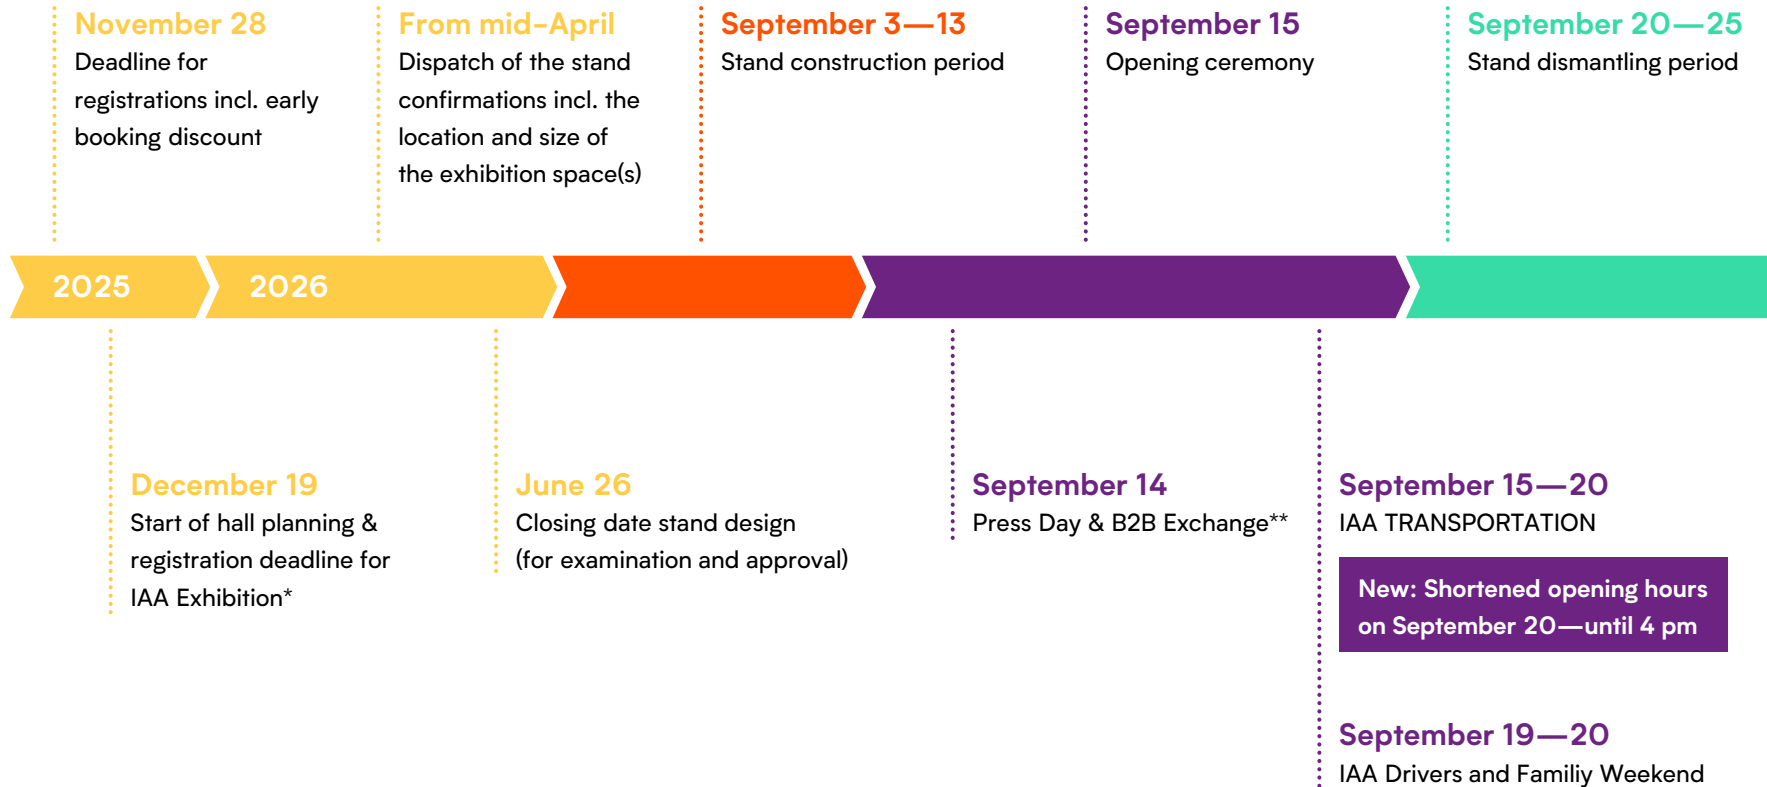 November 28
Deadline for
registrations incl. early
booking discount
From mid-April
Dispatch of the stand
confirmations incl. the
location and size of
the exhibition space(s)
September 3—13
Stand construction period
September 15
Opening ceremony
September 20—25
Stand dismantling period
2025
2026
December 19
Start of hall planning &
registration deadline for
IAA Exhibition*
June 26
Closing date stand design
(for examination and approval)
September 14
Press Day & B2B Exchange**
September 15—20
IAA TRANSPORTATION
New: Shortened opening hours
on September 20—until 4 pm
September 19—20
IAA Drivers and Familiy Weekend